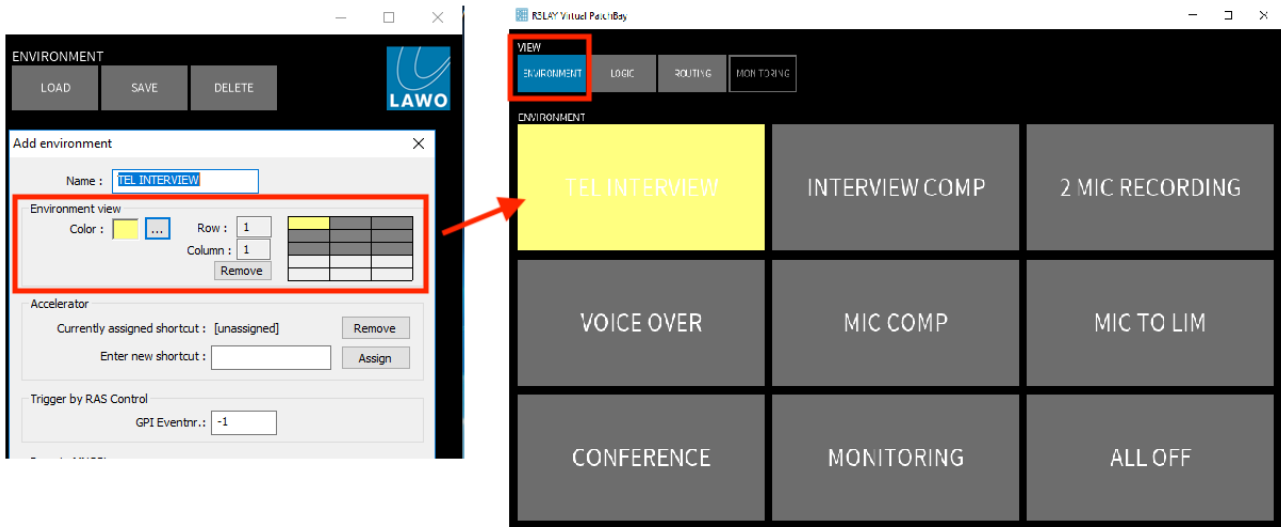 ENVIRONMENT
LOAD SAVE DELETE
LAWO
Add environment
Name : TEL INTERVIEW
Environment view
Color : ... Row : 1
Column : 1
Remove
Accelerator
Currently assigned shortcut : [unassigned] Remove
Enter new shortcut : Assign
Trigger by RAS Control
GPI Eventnr.: -1
R3LAY Virtual PatchBay
VIEW
ENVIRONMENT LOGIC ROUTING MONITORING
ENVIRONMENT
TEL INTERVIEW INTERVIEW COMP 2 MIC RECORDING
VOICE OVER MIC COMP MIC TO LIM
CONFERENCE MONITORING ALL OFF